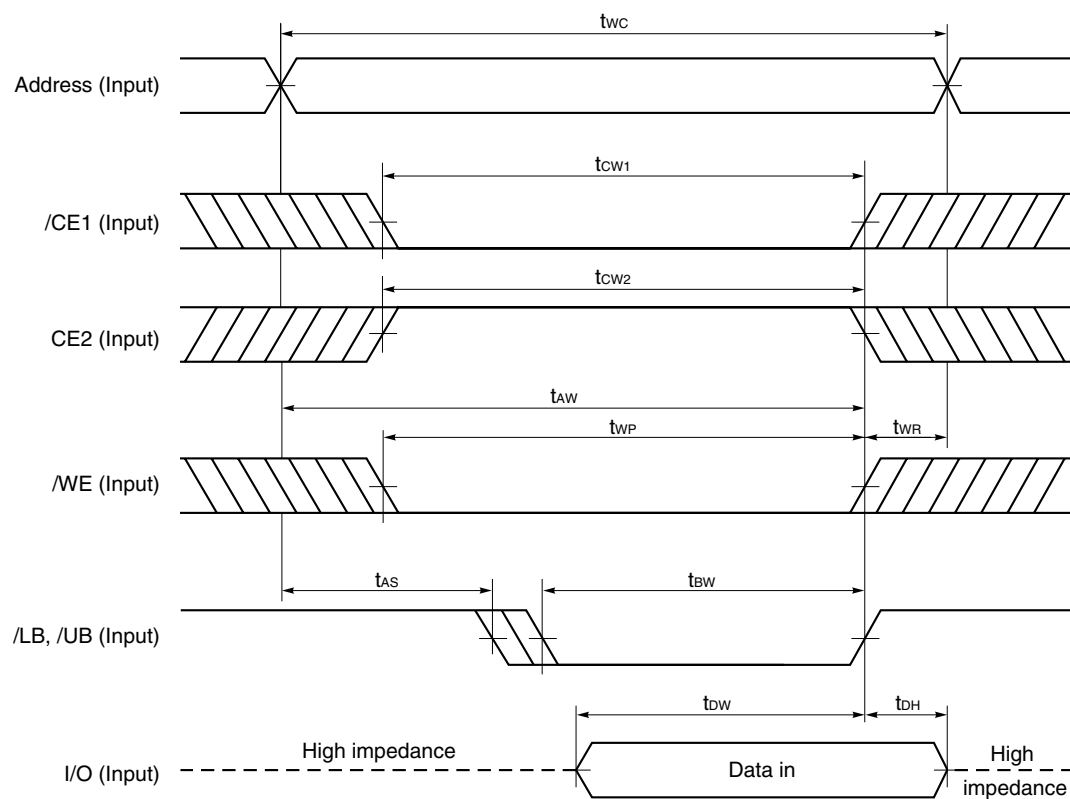 tWC
Address (Input)
tCW1
/CE1 (Input)
tCW2
CE2 (Input)
tAW
tWP
tWR
/WE (Input)
tAS
tBW
/LB, /UB (Input)
tDW
tDH
High impedance
I/O (Input)
Data in
High
impedance